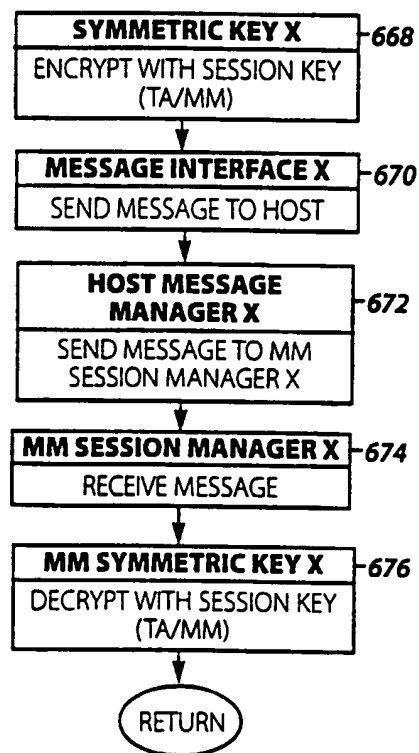 SYMMETRIC KEY X
668
ENCRYPT WITH SESSION KEY
(TA/MM)
MESSAGE INTERFACE X
670
SEND MESSAGE TO HOST
HOST MESSAGE
MANAGER X
672
SEND MESSAGE TO MM
SESSION MANAGER X
MM SESSION MANAGER X
674
RECEIVE MESSAGE
MM SYMMETRIC KEY X
676
DECRYPT WITH SESSION KEY
(TA/MM)
RETURN